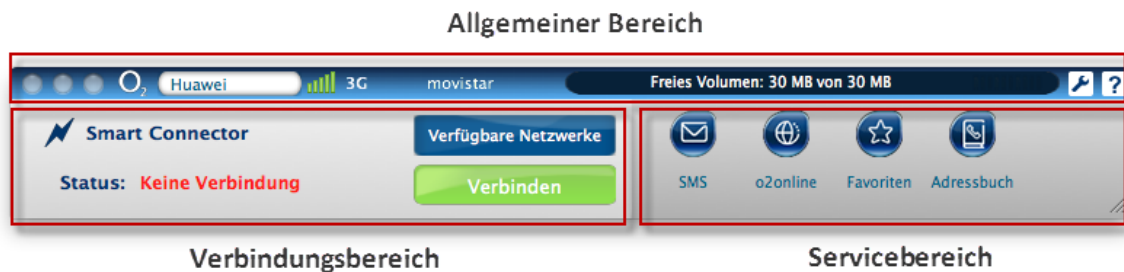 Allgemeiner Bereich
O2 Huawei 3G movistar Freies Volumen: 30 MB von 30 MB ?
Smart Connector Verfügbare Netzwerke
Status: Keine Verbindung Verbinden
SMS o2online Favoriten Adressbuch
Verbindungsbereich Servicebereich